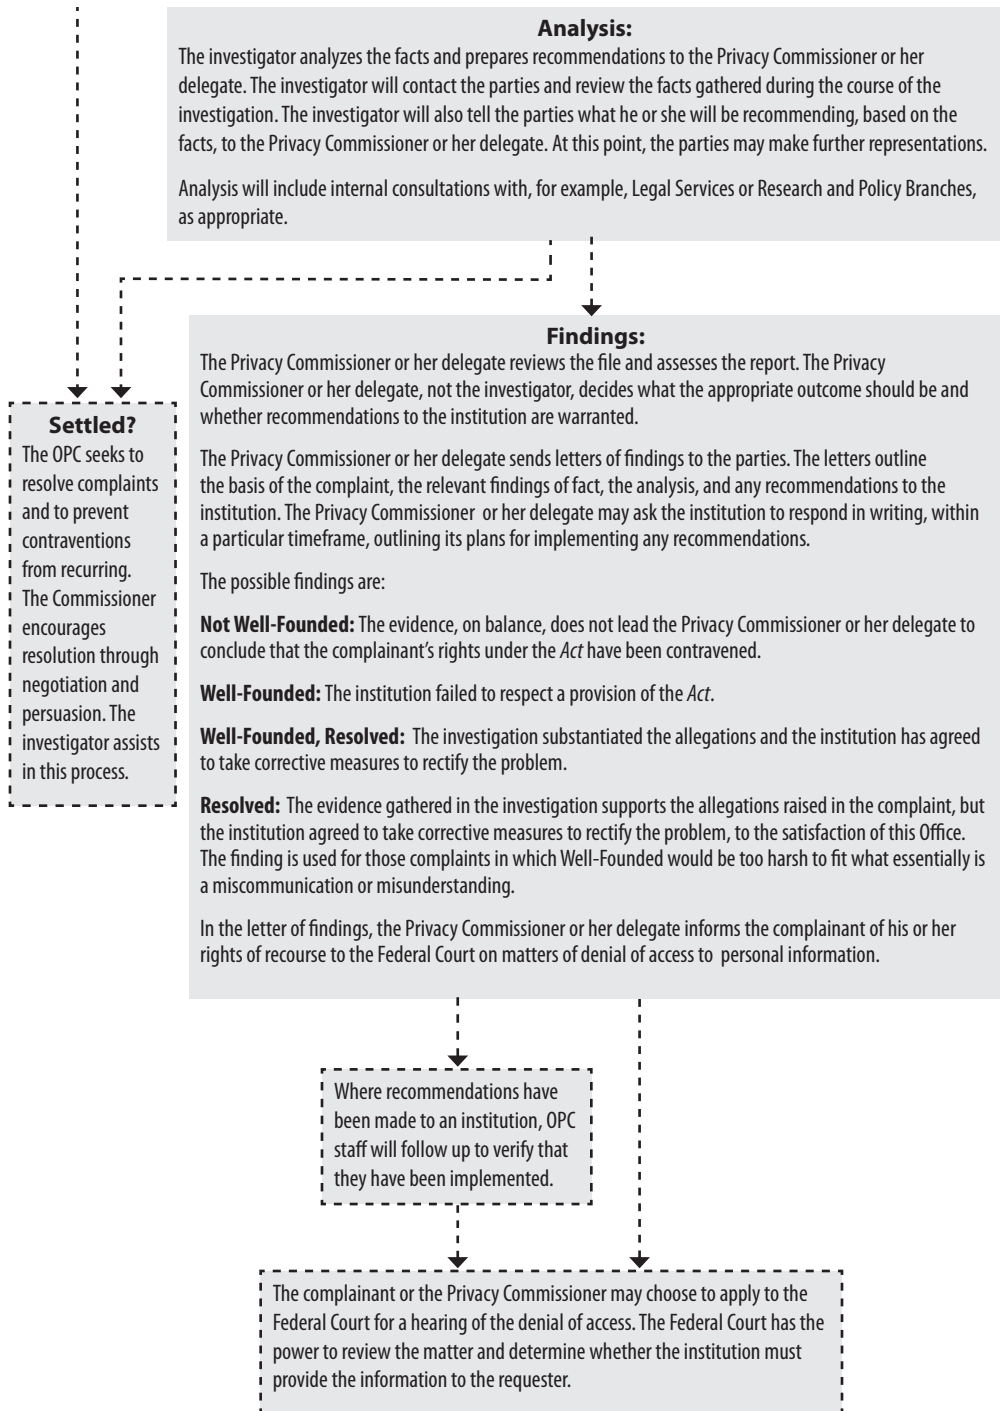 Analysis:
The investigator analyzes the facts and prepares recommendations to the Privacy Commissioner or her
delegate. The investigator will contact the parties and review the facts gathered during the course of the
investigation. The investigator will also tell the parties what he or she will be recommending, based on the
facts, to the Privacy Commissioner or her delegate. At this point, the parties may make further representations.
Analysis will include internal consultations with, for example, Legal Services or Research and Policy Branches,
as appropriate.
Settled?
The OPC seeks to
resolve complaints
and to prevent
contraventions
from recurring.
The Commissioner
encourages
resolution through
negotiation and
persuasion. The
investigator assists
in this process.
Findings:
The Privacy Commissioner or her delegate reviews the file and assesses the report. The Privacy
Commissioner or her delegate, not the investigator, decides what the appropriate outcome should be and
whether recommendations to the institution are warranted.
The Privacy Commissioner or her delegate sends letters of findings to the parties. The letters outline
the basis of the complaint, the relevant findings of fact, the analysis, and any recommendations to the
institution. The Privacy Commissioner or her delegate may ask the institution to respond in writing, within
a particular timeframe, outlining its plans for implementing any recommendations.
The possible findings are:
Not Well-Founded: The evidence, on balance, does not lead the Privacy Commissioner or her delegate to
conclude that the complainant's rights under the Act have been contravened.
Well-Founded: The institution failed to respect a provision of the Act.
Well-Founded, Resolved: The investigation substantiated the allegations and the institution has agreed
to take corrective measures to rectify the problem.
Resolved: The evidence gathered in the investigation supports the allegations raised in the complaint, but
the institution agreed to take corrective measures to rectify the problem, to the satisfaction of this Office.
The finding is used for those complaints in which Well-Founded would be too harsh to fit what essentially is
a miscommunication or misunderstanding.
In the letter of findings, the Privacy Commissioner or her delegate informs the complainant of his or her
rights of recourse to the Federal Court on matters of denial of access to personal information.
Where recommendations have
been made to an institution, OPC
staff will follow up to verify that
they have been implemented.
The complainant or the Privacy Commissioner may choose to apply to the
Federal Court for a hearing of the denial of access. The Federal Court has the
power to review the matter and determine whether the institution must
provide the information to the requester.